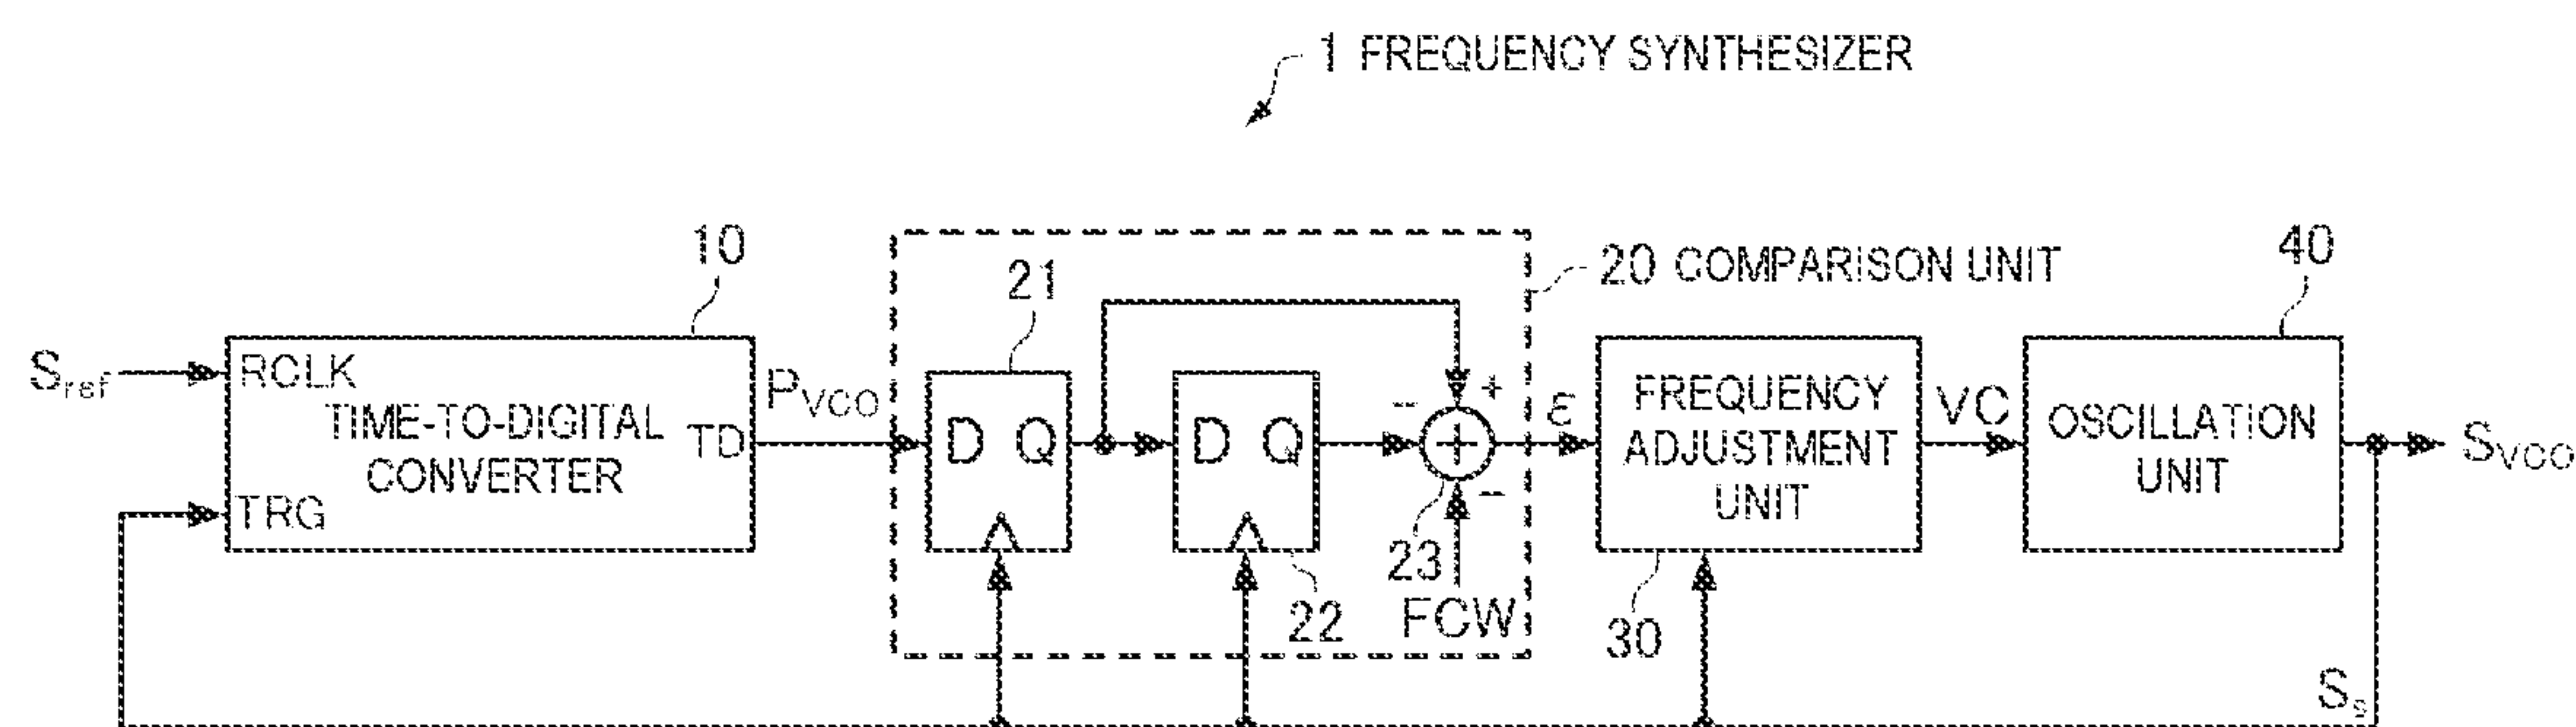 1 FREQUENCY SYNTHESIZER
10
21
20 COMPARISON UNIT
40
Sref
RCLK
TIME-TO-DIGITAL
CONVERTER
TD
TRG
PVCO
D Q
D Q
+
−
+
−
ε
FREQUENCY
ADJUSTMENT
UNIT
VC
OSCILLATION
UNIT
SVCO
23
22
FCW
30
Ss